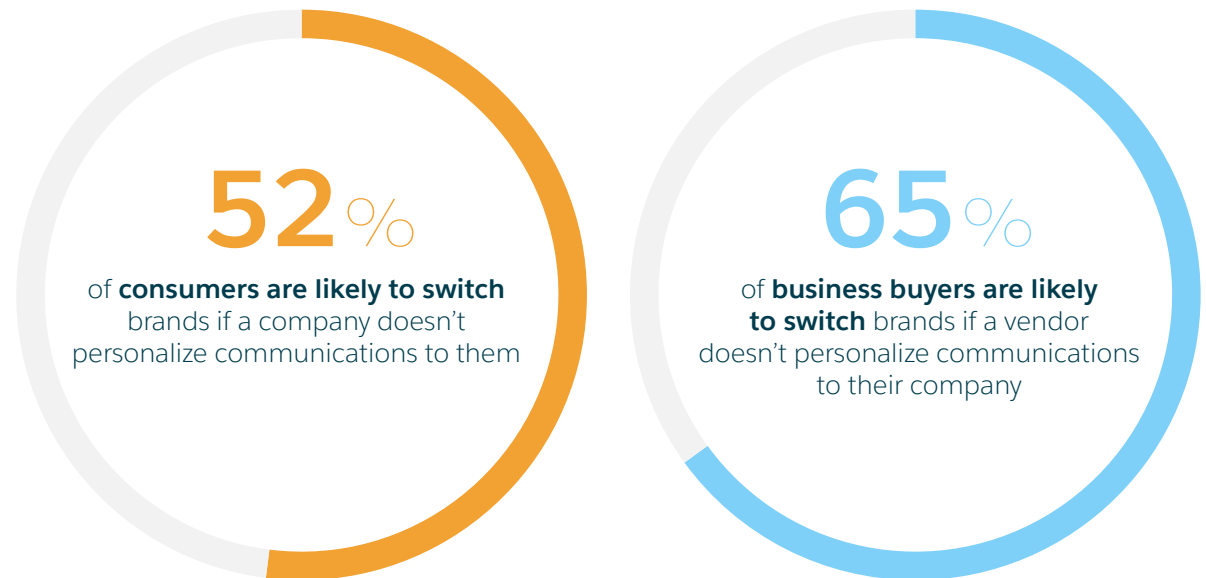 52%
of consumers are likely to switch
brands if a company doesn’t
personalize communications to them
65%
of business buyers are likely
to switch brands if a vendor
doesn’t personalize communications
to their company